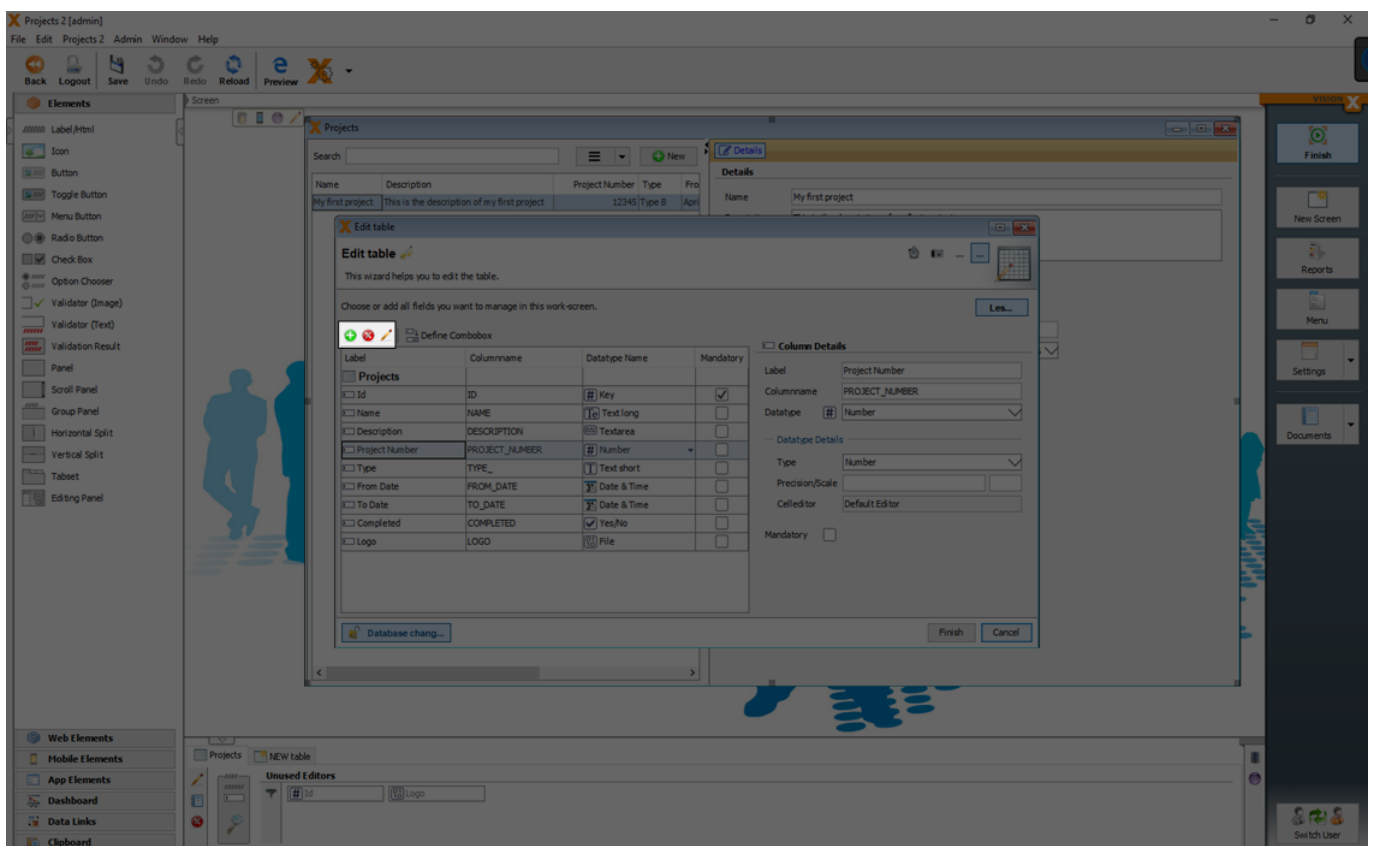 Projects 2 [admin]
File Edit Projects 2 Admin Window Help
Back Logout Save Undo Redo Reload Preview
Elements
Label/Html
Icon
Button
Toggle Button
Menu Button
Radio Button
Check Box
Option Chooser
Validator (Image)
Validator (Text)
Validation Result
Panel
Scroll Panel
Group Panel
Horizontal Split
Vertical Split
Tabset
Editing Panel
Web Elements
Mobile Elements
App Elements
Dashboard
Data Links
Clipboard
Screen
Projects
Search New
Name Description Project Number Type Fro
My first project This is the description of my first project 12345 Type B Apri
Details
Details
Name My first project
Edit table
Edit table
This wizard helps you to edit the table.
Choose or add all fields you want to manage in this work-screen.
Les...
Define Combobox
Label Columnname Datatype Name Mandatory
Projects
Id ID # Key
Name NAME Te Text long
Description DESCRIPTION Textarea
Project Number PROJECT_NUMBER # Number
Type TYPE_ T Text short
From Date FROM_DATE Date & Time
To Date TO_DATE Date & Time
Completed COMPLETED Yes/No
Logo LOGO File
Column Details
Label Project Number
Columnname PROJECT_NUMBER
Datatype # Number
Datatype Details
Type Number
Precision/Scale
Celleditor Default Editor
Mandatory
Database chang...
Finish Cancel
Projects NEW table
Unused Editors
# Id Logo
VISION X
Finish
New Screen
Reports
Menu
Settings
Documents
Switch User